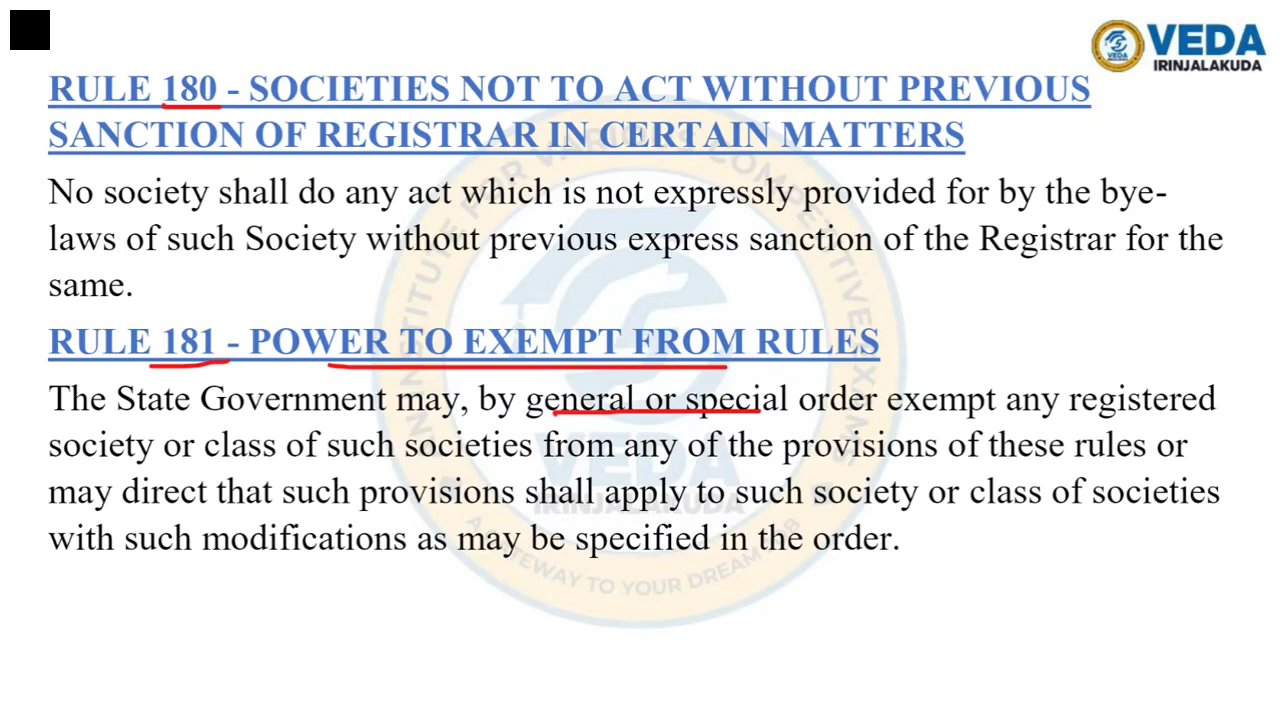 VEDA
IRINJALAKUDA
RULE 180 - SOCIETIES NOT TO ACT WITHOUT PREVIOUS
SANCTION OF REGISTRAR IN CERTAIN MATTERS
No society shall do any act which is not expressly provided for by the bye-
laws of such Society without previous express sanction of the Registrar for the
same.
RULE 181 - POWER TO EXEMPT FROM RULES
The State Government may, by general or special order exempt any registered
society or class of such societies from any of the provisions of these rules or
may direct that such provisions shall apply to such society or class of societies
with such modifications as may be specified in the order.
VEDA
IRINJALAKUDA